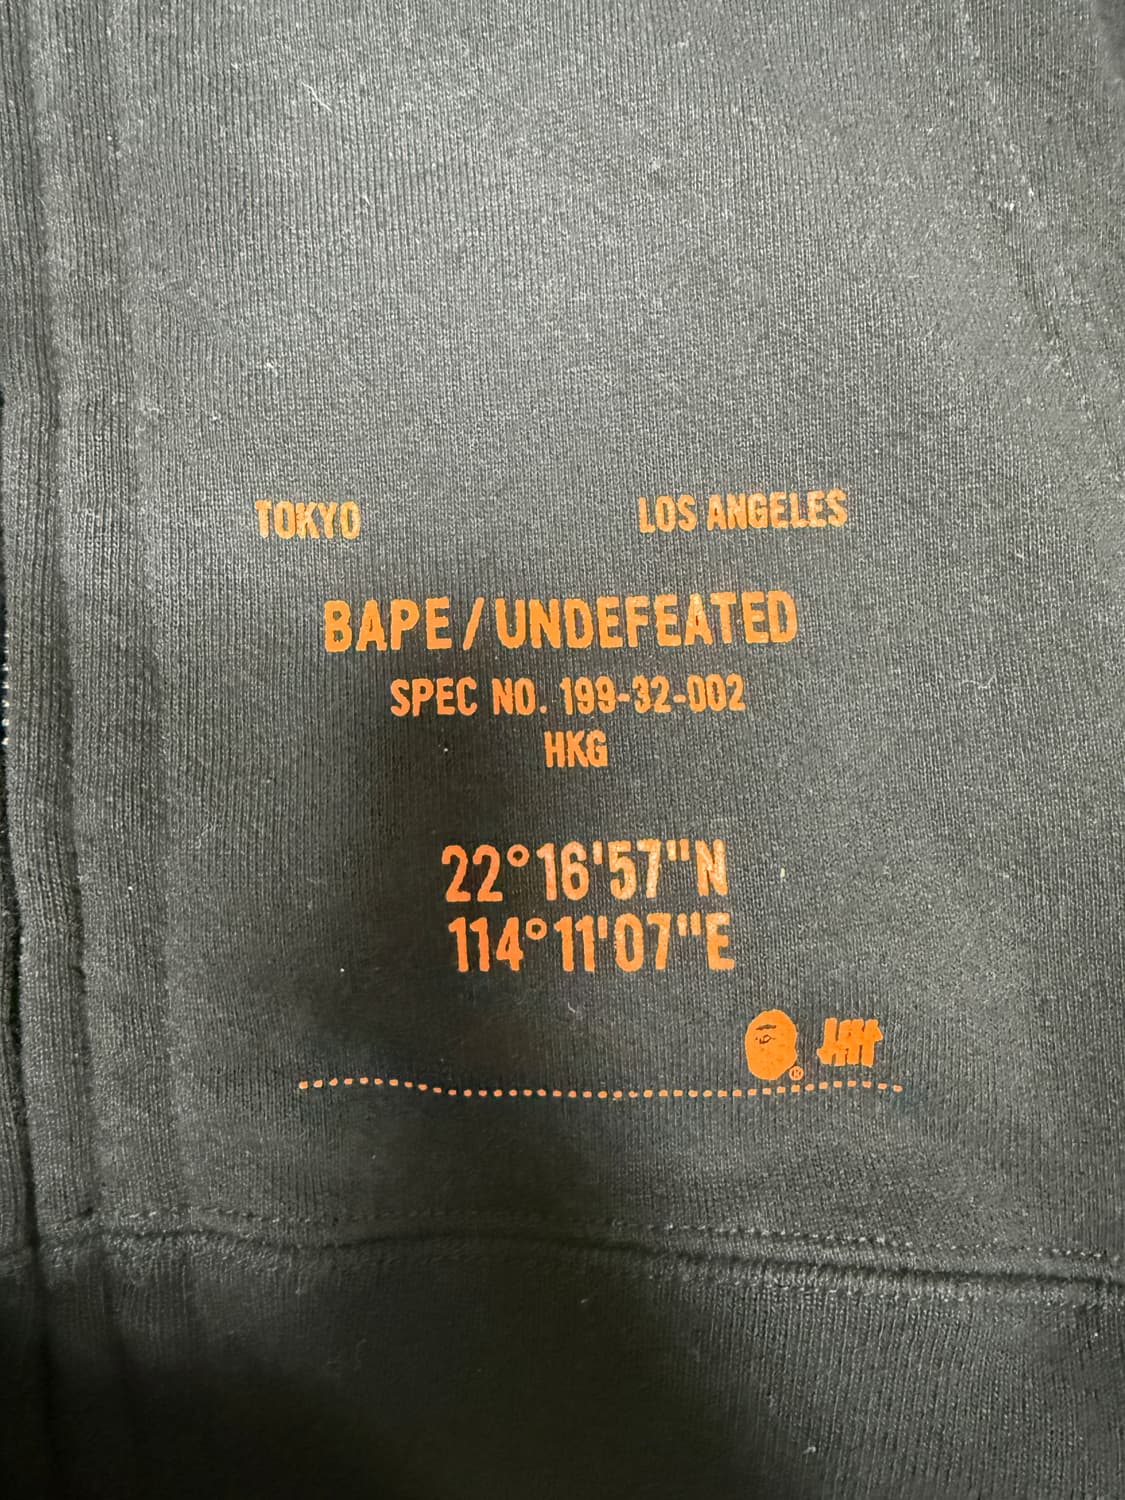 TOKYO LOS ANGELES
BAPE/UNDEFEATED
SPEC NO. 199-32-002
HKG
22°16'57"N
114°11'07"E
®